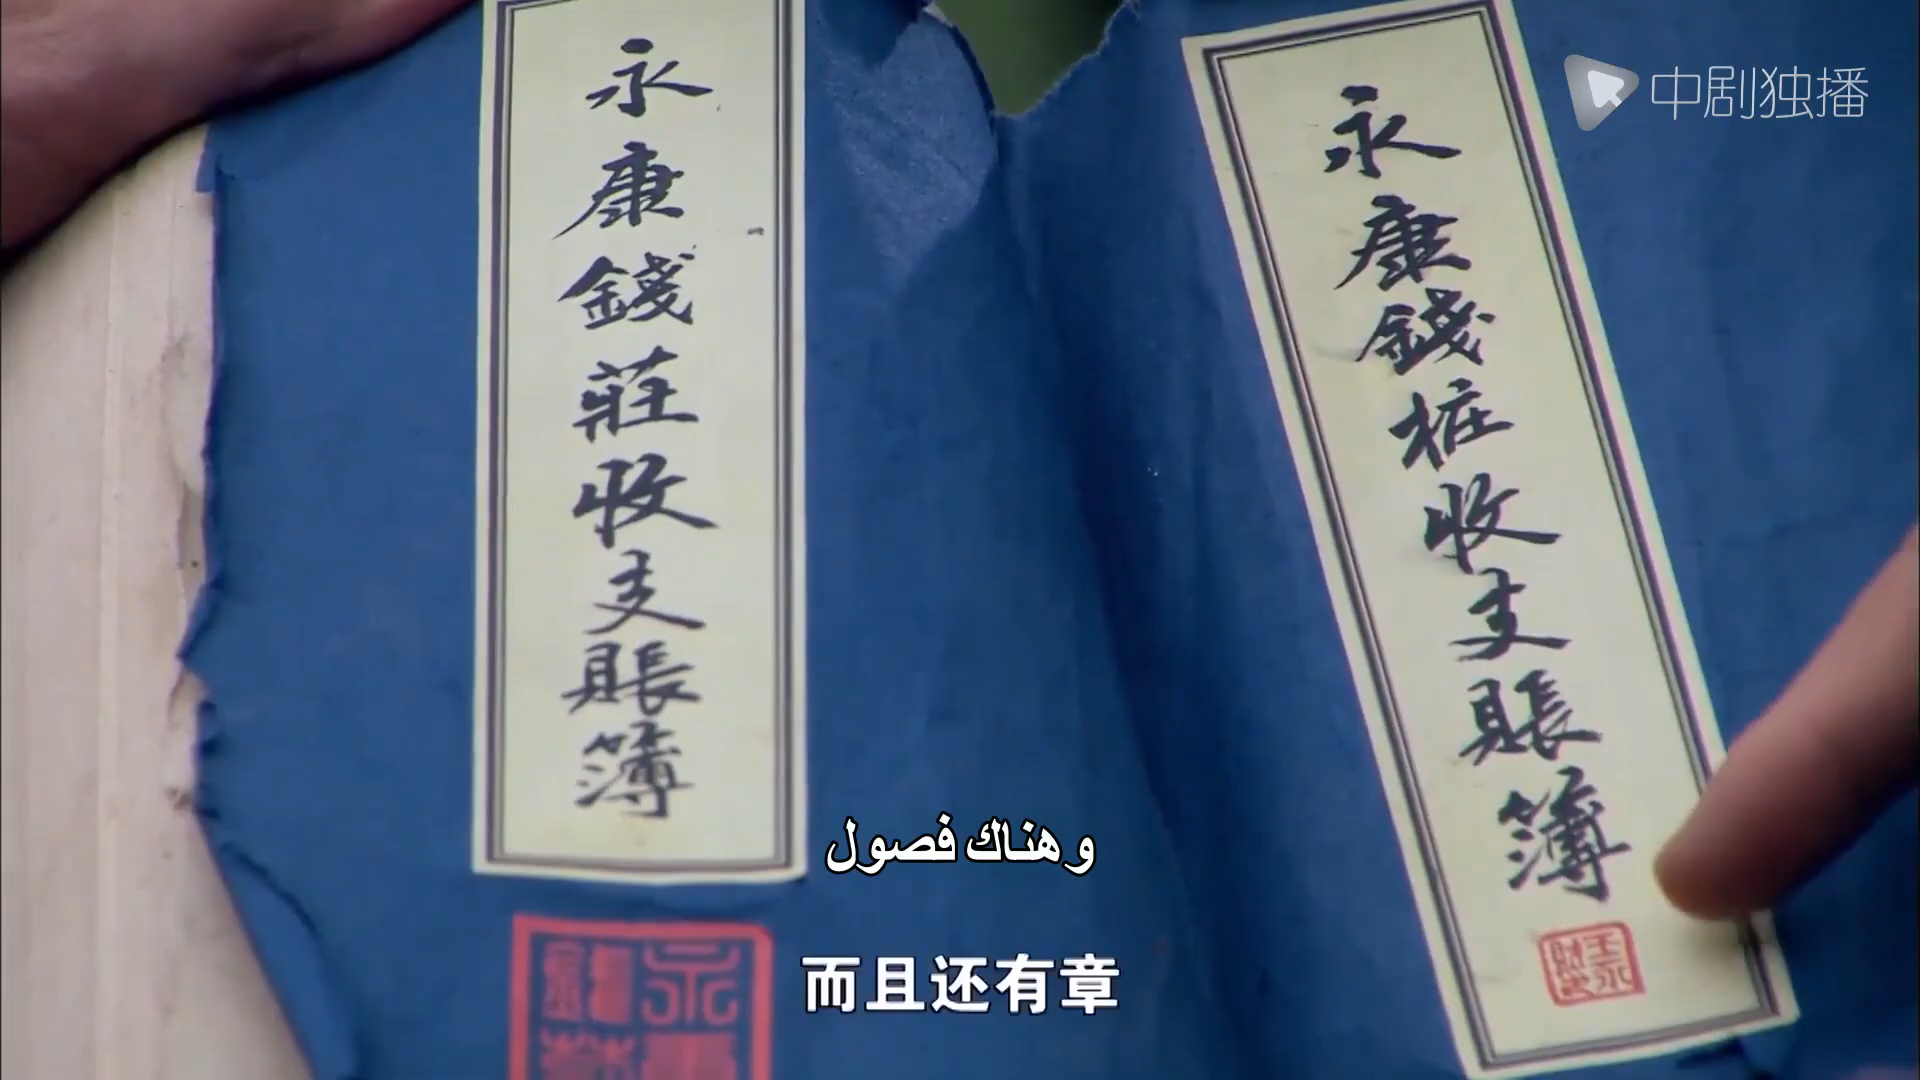 中剧独播
永康錢莊收支賬簿
永康錢桩收支賬簿
وهناك فصول
而且还有章